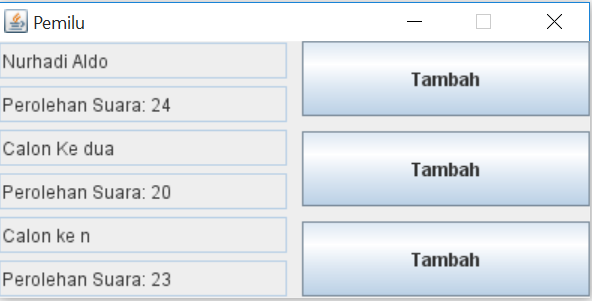 Pemilu
Nurhadi Aldo
Perolehan Suara: 24
Tambah
Calon Ke dua
Perolehan Suara: 20
Tambah
Calon ke n
Perolehan Suara: 23
Tambah